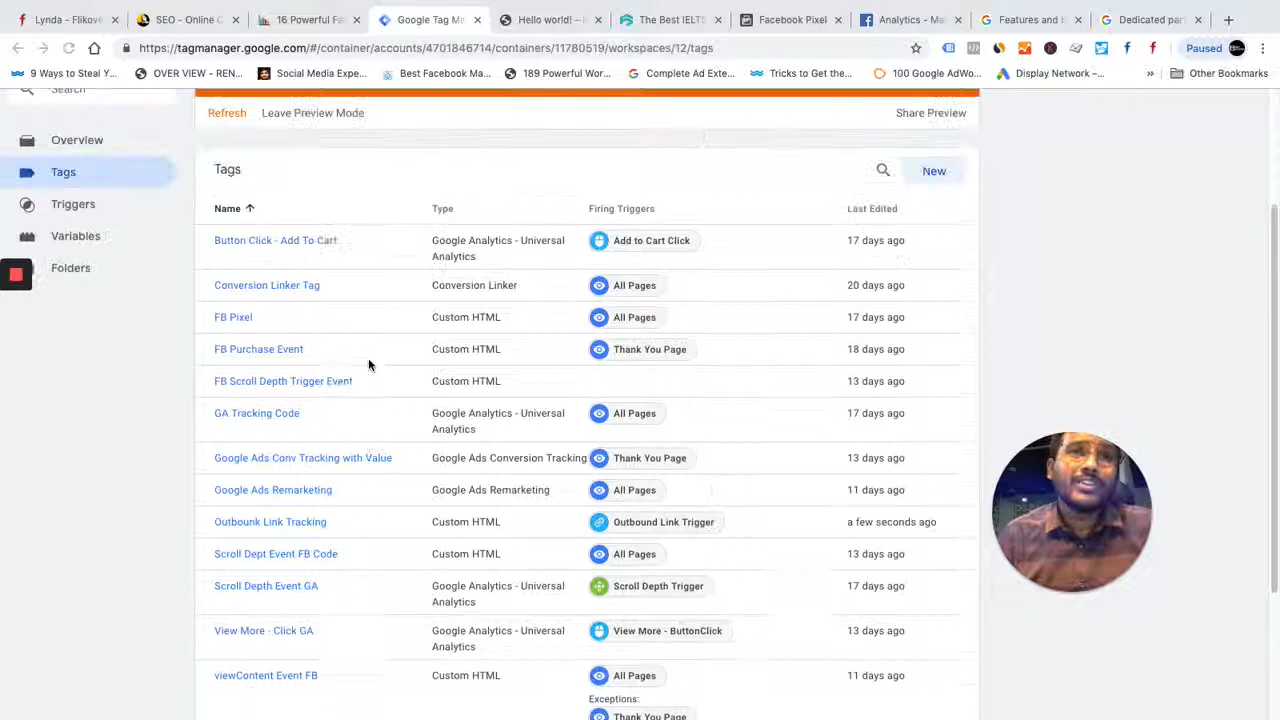 Lynda - Flikove
SEO - Online C
16 Powerful Fa
Google Tag Ma
Hello world! –
The Best IELTS
Facebook Pixel
Analytics - Ma
Features and
Dedicated pa
https://tagmanager.google.com/#/container/accounts/4701846714/containers/11780519/workspaces/12/tags
Paused
9 Ways to Steal Y...
OVER VIEW - REN...
Social Media Expe...
Best Facebook Ma...
189 Powerful Wor...
Complete Ad Exte...
Tricks to Get the...
100 Google AdWo...
Display Network –...
»
Other Bookmarks
Search
Refresh
Leave Preview Mode
Share Preview
Overview
Tags
Triggers
Variables
Folders
Tags
New
Name
Type
Firing Triggers
Last Edited
Button Click - Add To Cart
Google Analytics - Universal
Analytics
Add to Cart Click
17 days ago
Conversion Linker Tag
Conversion Linker
All Pages
20 days ago
FB Pixel
Custom HTML
All Pages
17 days ago
FB Purchase Event
Custom HTML
Thank You Page
18 days ago
FB Scroll Depth Trigger Event
Custom HTML
13 days ago
GA Tracking Code
Google Analytics - Universal
Analytics
All Pages
17 days ago
Google Ads Conv Tracking with Value
Google Ads Conversion Tracking
Thank You Page
13 days ago
Google Ads Remarketing
Google Ads Remarketing
All Pages
11 days ago
Outbounk Link Tracking
Custom HTML
Outbound Link Trigger
a few seconds ago
Scroll Dept Event FB Code
Custom HTML
All Pages
13 days ago
Scroll Depth Event GA
Google Analytics - Universal
Analytics
Scroll Depth Trigger
17 days ago
View More - Click GA
Google Analytics - Universal
Analytics
View More - ButtonClick
13 days ago
viewContent Event FB
Custom HTML
All Pages
11 days ago
Exceptions:
Thank You Page